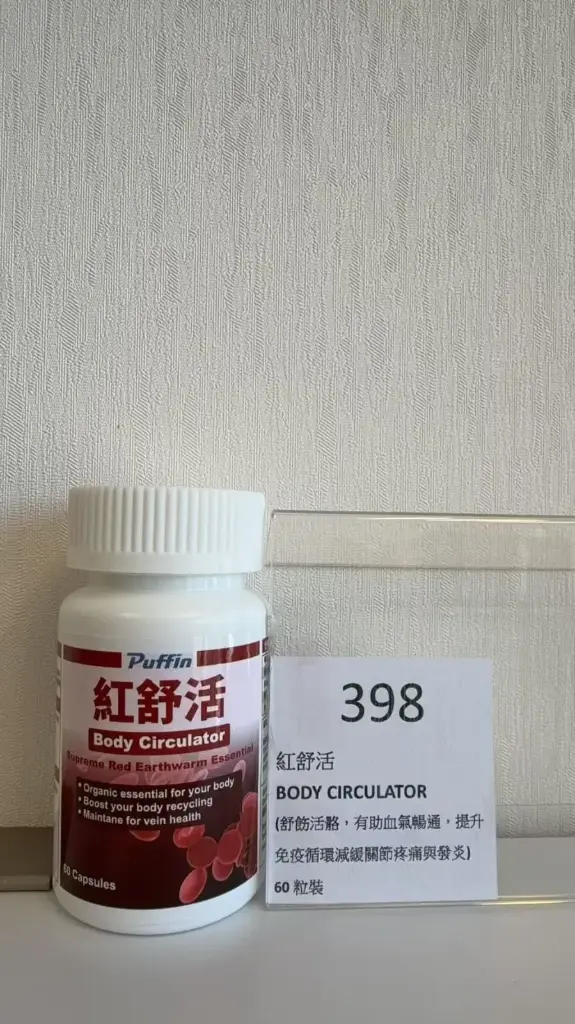 Puffin
紅舒活
Body Circulator
Supreme Red Earthwarm Essential
• Organic essential for your body
• Boost your body recycling
• Maintane for vein health
60 Capsules
398
紅舒活
BODY CIRCULATOR
(舒飭活骼，有助血氣暢通，提升
免疫循環減緩關節疼痛與發炎)
60 粒裝